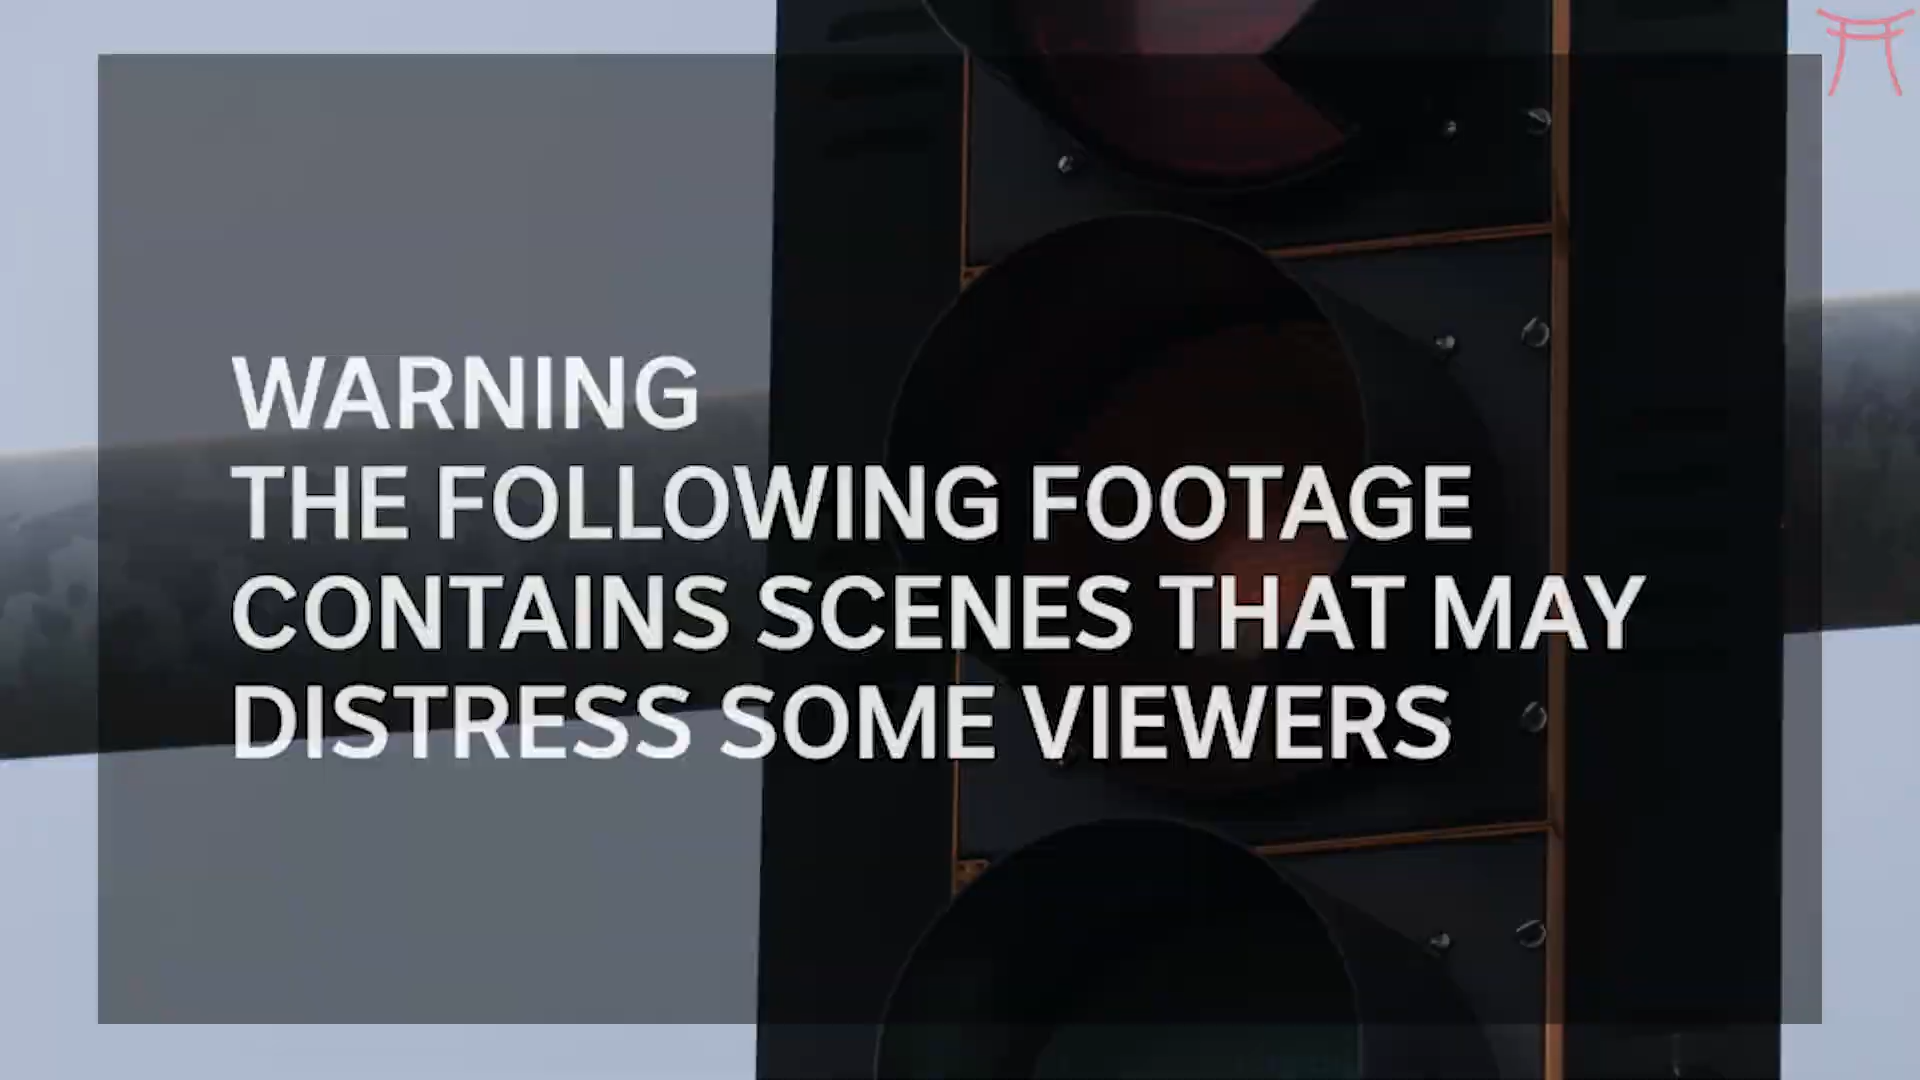 WARNING
THE FOLLOWING FOOTAGE
CONTAINS SCENES THAT MAY
DISTRESS SOME VIEWERS